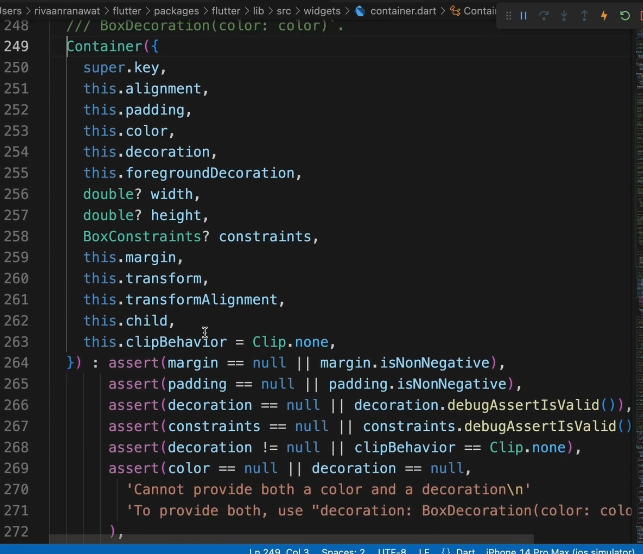 sers > rivaanranawat > flutter > packages > flutter > lib > src > widgets > container.dart > Contai
248 /// BoxDecoration(color: color)`.
249 Container({
250 super.key,
251 this.alignment,
252 this.padding,
253 this.color,
254 this.decoration,
255 this.foregroundDecoration,
256 double? width,
257 double? height,
258 BoxConstraints? constraints,
259 this.margin,
260 this.transform,
261 this.transformAlignment,
262 this.child,
263 this.clipBehavior = Clip.none,
264 }) : assert(margin == null || margin.isNonNegative),
265 assert(padding == null || padding.isNonNegative),
266 assert(decoration == null || decoration.debugAssertIsValid()),
267 assert(constraints == null || constraints.debugAssertIsValid()
268 assert(decoration != null || clipBehavior == Clip.none),
269 assert(color == null || decoration == null,
270 'Cannot provide both a color and a decoration\n'
271 'To provide both, use "decoration: BoxDecoration(color: colo
272 ),
Ln 249, Col 3 Spaces: 2 UTF-8 LF {} Dart iPhone 14 Pro Max (ios simulator)